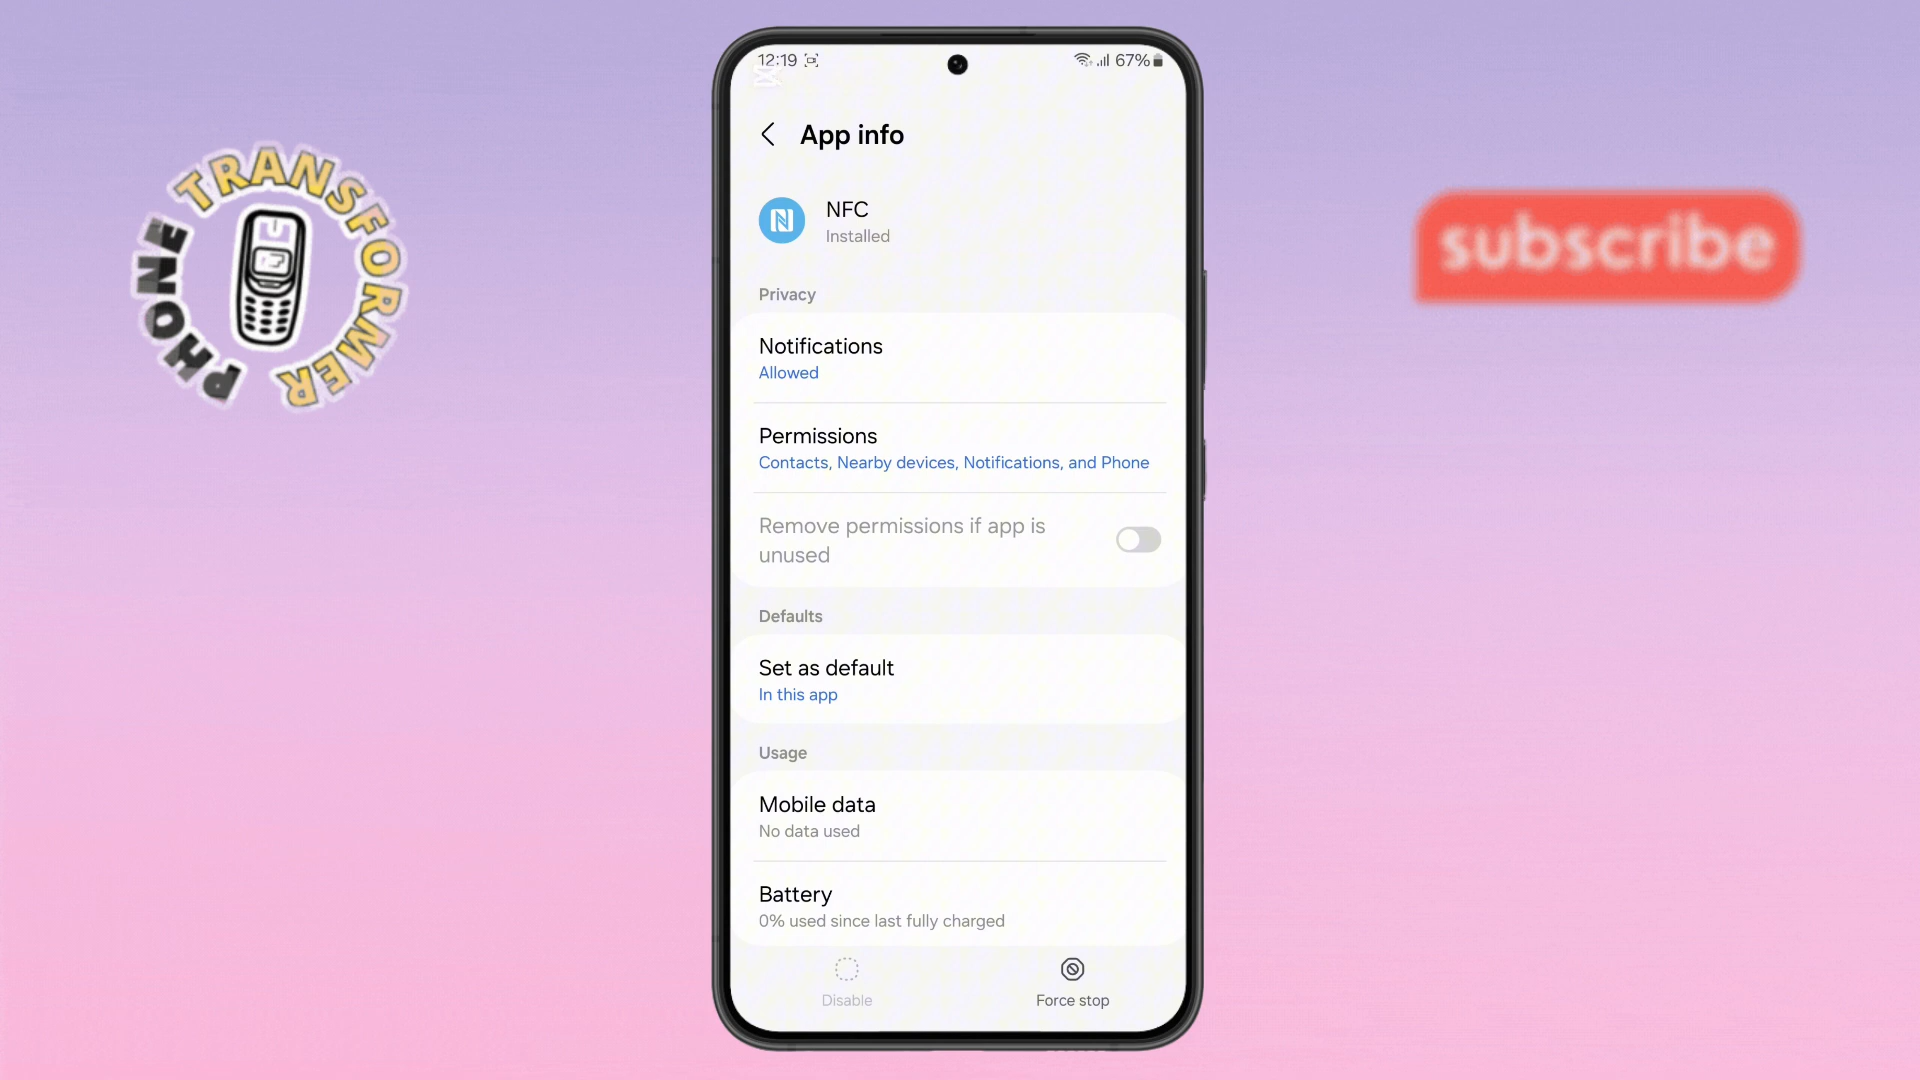 PHONE TRANSFORMER
subscribe
12:19
67%
App info
NFC
Installed
Privacy
Notifications
Allowed
Permissions
Contacts, Nearby devices, Notifications, and Phone
Remove permissions if app is
unused
Defaults
Set as default
In this app
Usage
Mobile data
No data used
Battery
0% used since last fully charged
Disable
Force stop